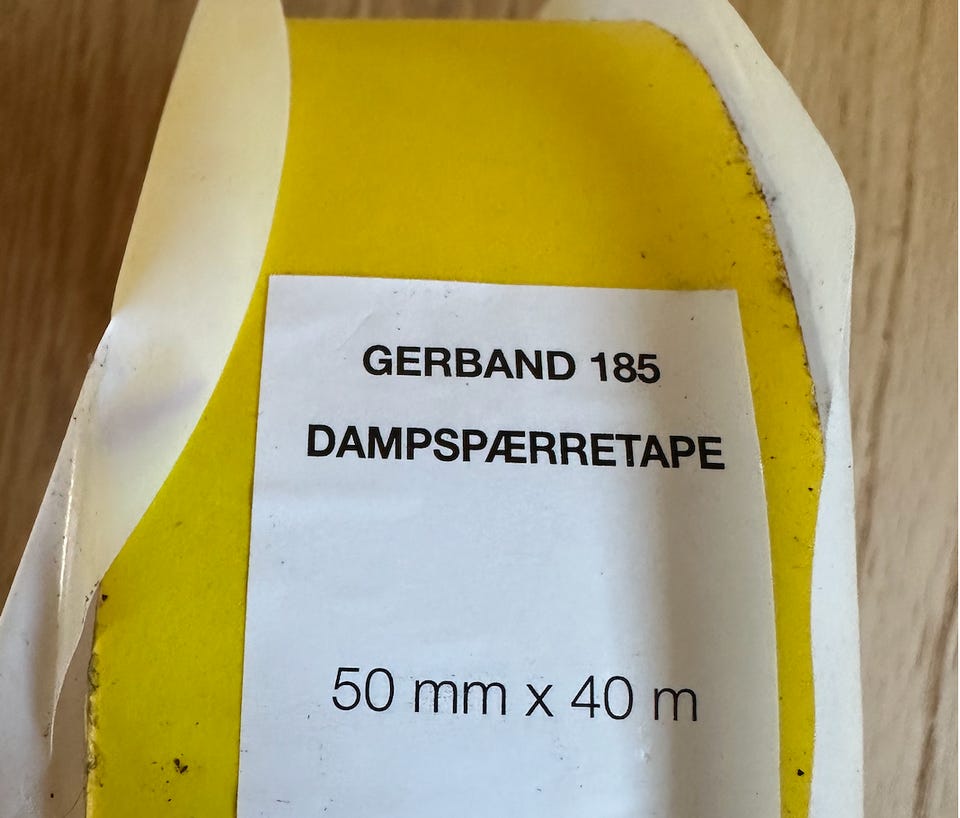 GERBAND 185
DAMPSPÆRRETAPE
50 mm x 40 m